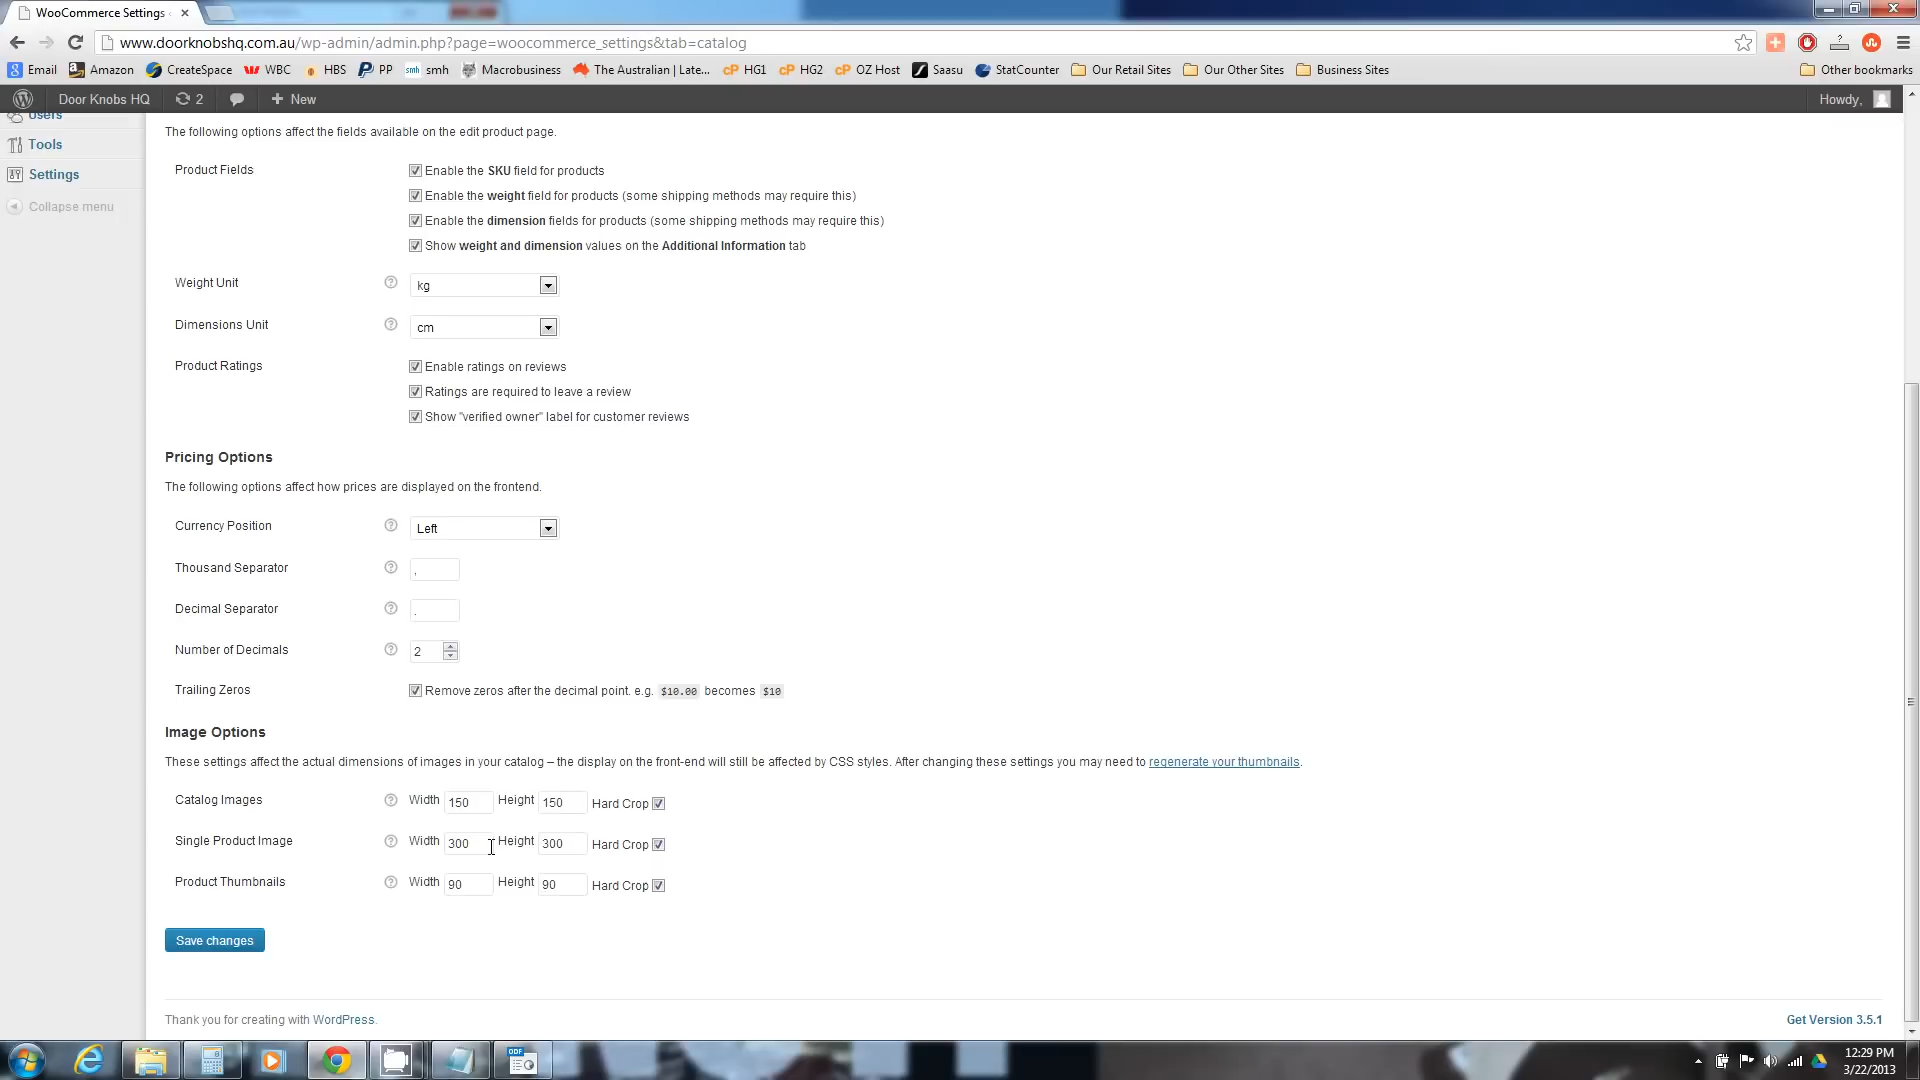 WooCommerce Settings
www.doorknobshq.com.au/wp-admin/admin.php?page=woocommerce_settings&tab=catalog
Email Amazon CreateSpace WBC HBS PP smh Macrobusiness The Australian | Late... HG1 HG2 OZ Host Saasu StatCounter Our Retail Sites Our Other Sites Business Sites Other bookmarks
Door Knobs HQ 2 + New Howdy,
Users
Tools
Settings
Collapse menu
The following options affect the fields available on the edit product page.
Product Fields Enable the SKU field for products
Enable the weight field for products (some shipping methods may require this)
Enable the dimension fields for products (some shipping methods may require this)
Show weight and dimension values on the Additional Information tab
Weight Unit kg
Dimensions Unit cm
Product Ratings Enable ratings on reviews
Ratings are required to leave a review
Show "verified owner" label for customer reviews
Pricing Options
The following options affect how prices are displayed on the frontend.
Currency Position Left
Thousand Separator ,
Decimal Separator .
Number of Decimals 2
Trailing Zeros Remove zeros after the decimal point. e.g. $10.00 becomes $10
Image Options
These settings affect the actual dimensions of images in your catalog – the display on the front-end will still be affected by CSS styles. After changing these settings you may need to regenerate your thumbnails.
Catalog Images Width 150 Height 150 Hard Crop
Single Product Image Width 300 Height 300 Hard Crop
Product Thumbnails Width 90 Height 90 Hard Crop
Save changes
Thank you for creating with WordPress. Get Version 3.5.1
12:29 PM
3/22/2013